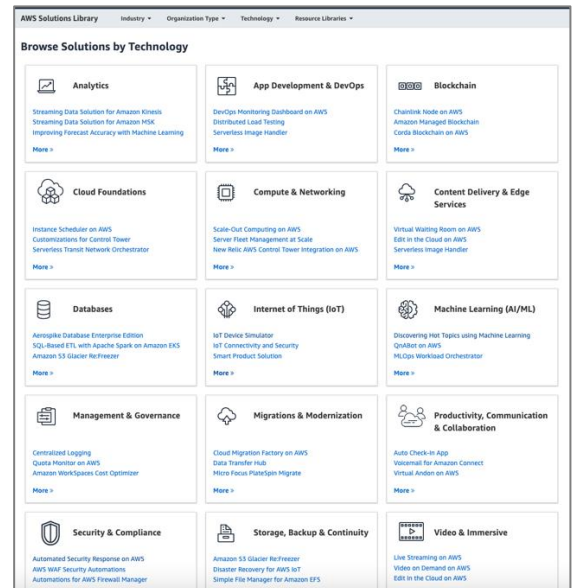 AWS Solutions Library
Industry
Organization Type
Technology
Resource Libraries
Browse Solutions by Technology
Analytics
Streaming Data Solution for Amazon Kinesis
Streaming Data Solution for Amazon MSK
Improving Forecast Accuracy with Machine Learning
More »
App Development & DevOps
DevOps Monitoring Dashboard on AWS
Distributed Load Testing
Serverless Image Handler
More »
Blockchain
Chainlink Node on AWS
Amazon Managed Blockchain
Corda Blockchain on AWS
More »
Cloud Foundations
Instance Scheduler on AWS
Customizations for Control Tower
Serverless Transit Network Orchestrator
More »
Compute & Networking
Scale-Out Computing on AWS
Server Fleet Management at Scale
New Relic AWS Control Tower Integration on AWS
More »
Content Delivery & Edge
Services
Virtual Waiting Room on AWS
Edit in the Cloud on AWS
Serverless Image Handler
More »
Databases
Aerospike Database Enterprise Edition
SQL-Based ETL with Apache Spark on Amazon EKS
Amazon S3 Glacier Re:Freezer
More »
Internet of Things (IoT)
IoT Device Simulator
IoT Connectivity and Security
Smart Product Solution
More »
Machine Learning (AI/ML)
Discovering Hot Topics using Machine Learning
QnABot on AWS
MLOps Workload Orchestrator
More »
Management & Governance
Centralized Logging
Quota Monitor on AWS
Amazon WorkSpaces Cost Optimizer
More »
Migrations & Modernization
Cloud Migration Factory on AWS
Data Transfer Hub
Micro Focus PlateSpin Migrate
More »
Productivity, Communication
& Collaboration
Auto Check-In App
Voicemail for Amazon Connect
Virtual Andon on AWS
More »
Security & Compliance
Automated Security Response on AWS
AWS WAF Security Automations
Automations for AWS Firewall Manager
Storage, Backup & Continuity
Amazon S3 Glacier Re:Freezer
Disaster Recovery for AWS IoT
Simple File Manager for Amazon EFS
Video & Immersive
Live Streaming on AWS
Video on Demand on AWS
Edit in the Cloud on AWS